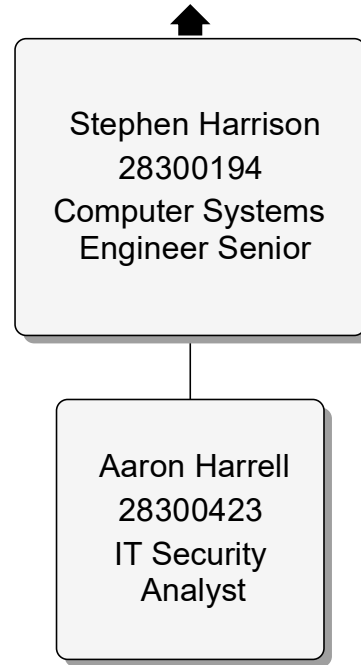 Stephen Harrison
28300194
Computer Systems
Engineer Senior
Aaron Harrell
28300423
IT Security
Analyst